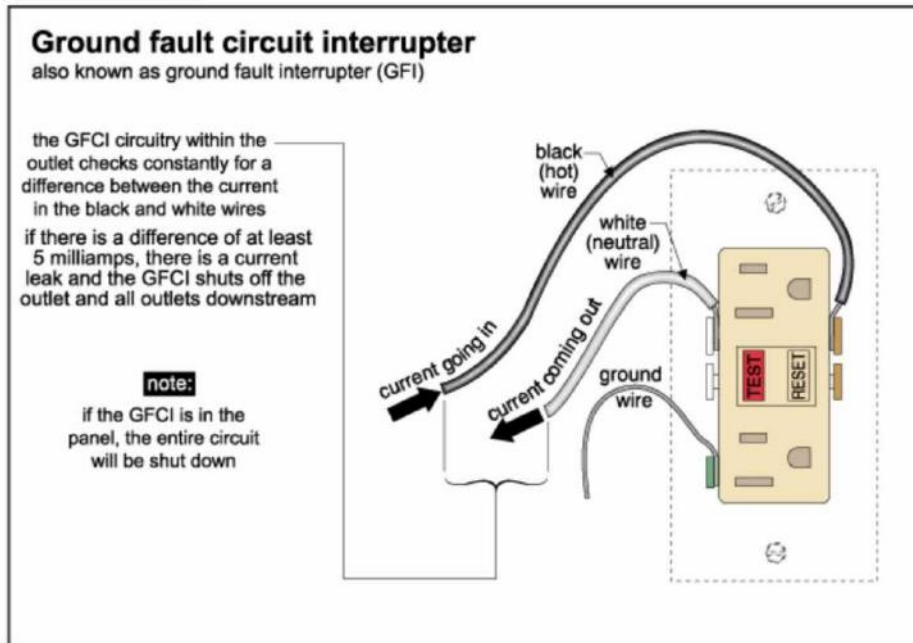 Ground fault circuit interrupter
also known as ground fault interrupter (GFI)
the GFCI circuitry within the
outlet checks constantly for a
difference between the current
in the black and white wires
if there is a difference of at least
5 milliamps, there is a current
leak and the GFCI shuts off the
outlet and all outlets downstream
note:
if the GFCI is in the
panel, the entire circuit
will be shut down
black
(hot)
wire
white
(neutral)
wire
current going in
current coming out
ground
wire
TEST
RESET